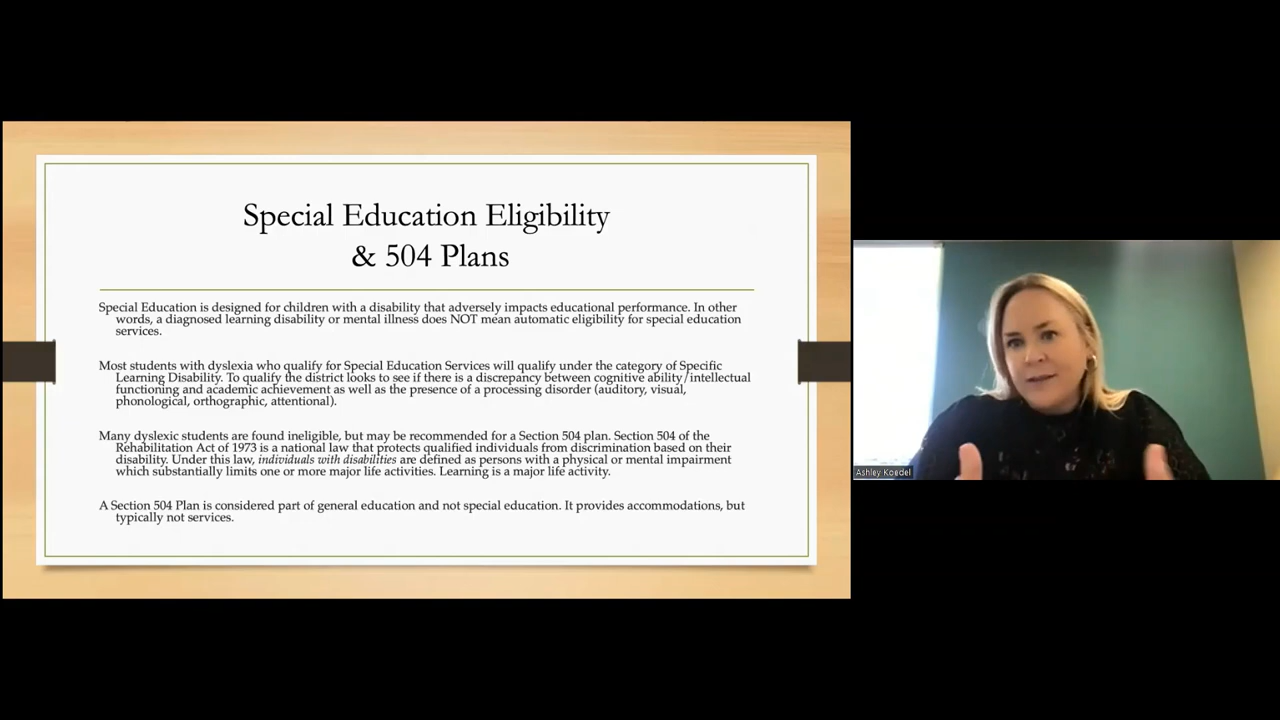 Special Education Eligibility
& 504 Plans
Special Education is designed for children with a disability that adversely impacts educational performance. In other
words, a diagnosed learning disability or mental illness does NOT mean automatic eligibility for special education
services.
Most students with dyslexia who qualify for Special Education Services will qualify under the category of Specific
Learning Disability. To qualify the district looks to see if there is a discrepancy between cognitive ability/intellectual
functioning and academic achievement as well as the presence of a processing disorder (auditory, visual,
phonological, orthographic, attentional).
Many dyslexic students are found ineligible, but may be recommended for a Section 504 plan. Section 504 of the
Rehabilitation Act of 1973 is a national law that protects qualified individuals from discrimination based on their
disability. Under this law, individuals with disabilities are defined as persons with a physical or mental impairment
which substantially limits one or more major life activities. Learning is a major life activity.
A Section 504 Plan is considered part of general education and not special education. It provides accommodations, but
typically not services.
Ashley Koedel